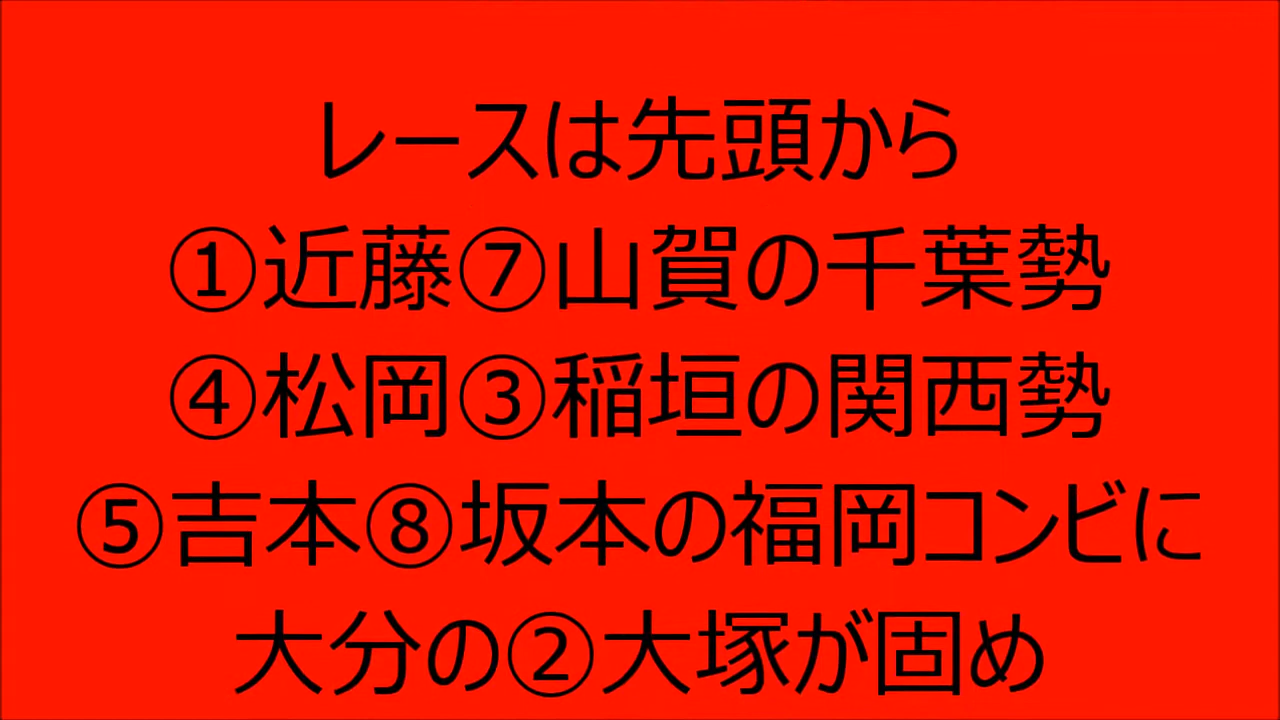 レースは先頭から
①近藤⑦山賀の千葉勢
④松岡③稲垣の関西勢
⑤吉本⑧坂本の福岡コンビに
大分の②大塚が固め